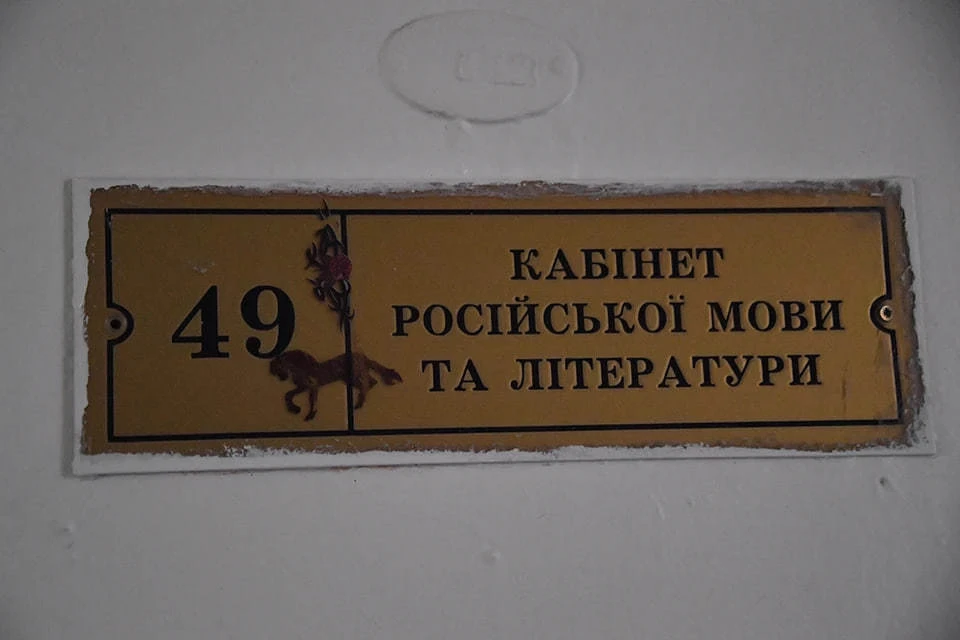 49
КАБІНЕТ
РОСІЙСЬКОЇ МОВИ
ТА ЛІТЕРАТУРИ